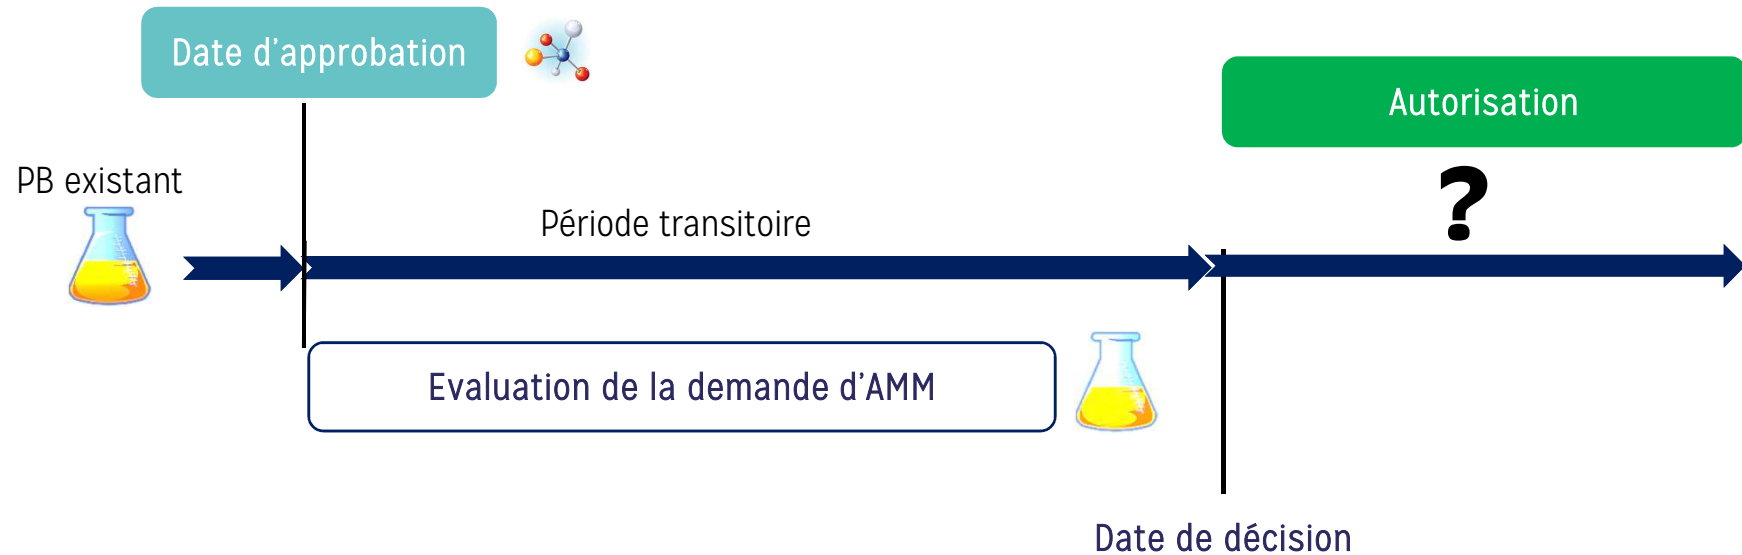 Date d'approbation
Autorisation
PB existant
?
Période transitoire
Evaluation de la demande d'AMM
Date de décision